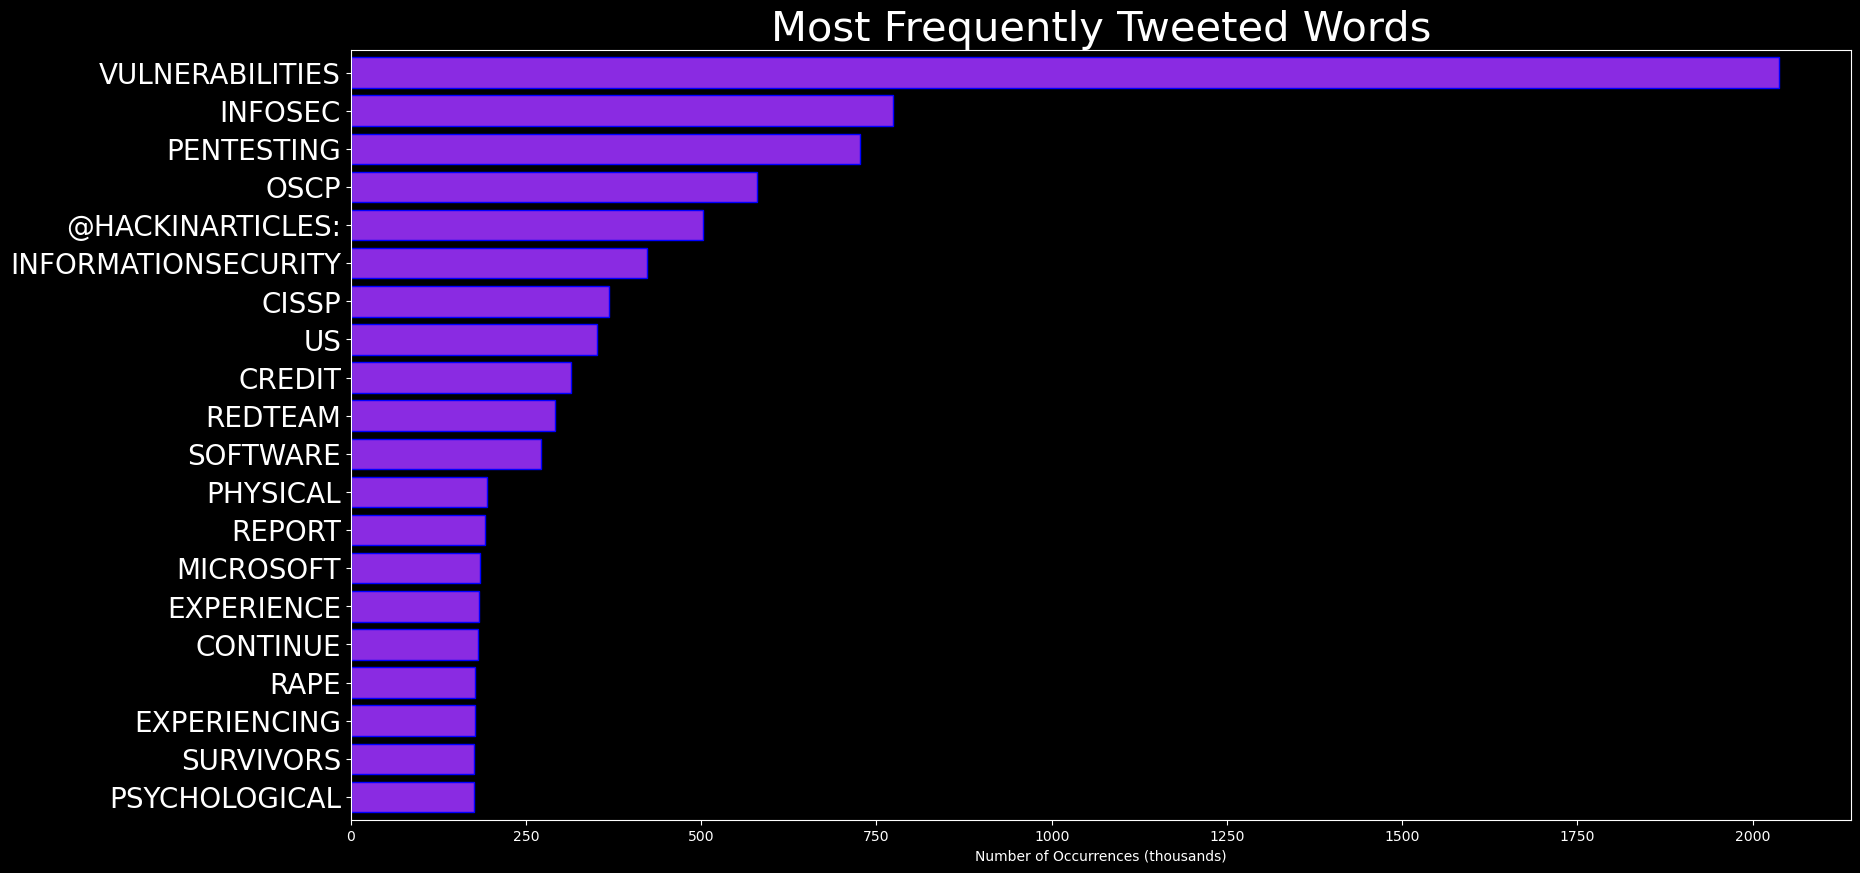 Most Frequently Tweeted Words
VULNERABILITIES
INFOSEC
PENTESTING
OSCP
@HACKINARTICLES:
INFORMATIONSECURITY
CISSP
US
CREDIT
REDTEAM
SOFTWARE
PHYSICAL
REPORT
MICROSOFT
EXPERIENCE
CONTINUE
RAPE
EXPERIENCING
SURVIVORS
PSYCHOLOGICAL
0 250 500 750 1000 1250 1500 1750 2000
Number of Occurrences (thousands)